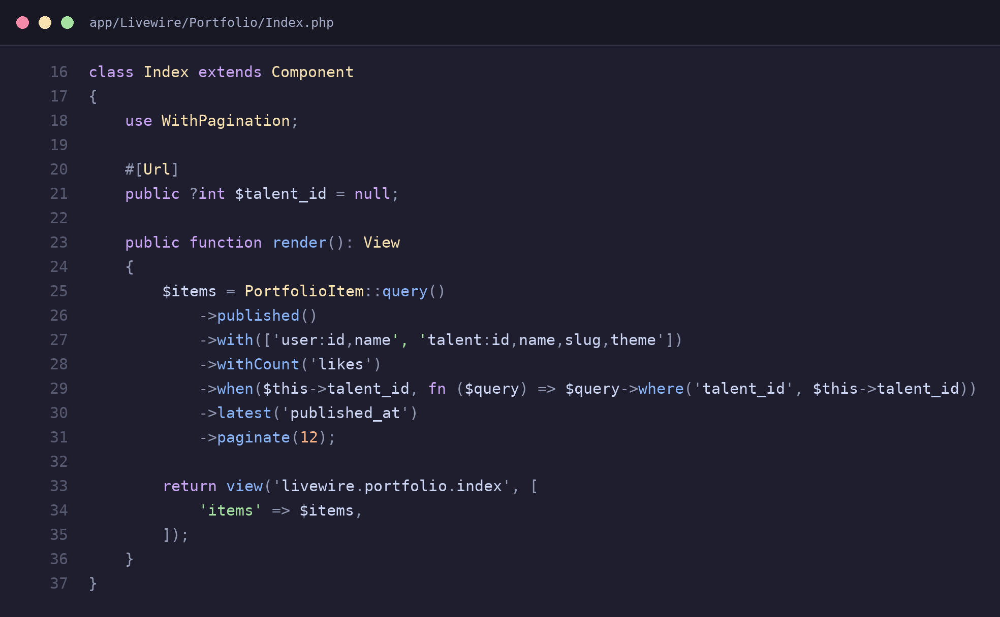 app/Livewire/Portfolio/Index.php
16 class Index extends Component
17 {
18     use WithPagination;
19
20     #[Url]
21     public ?int $talent_id = null;
22
23     public function render(): View
24     {
25         $items = PortfolioItem::query()
26             ->published()
27             ->with(['user:id,name', 'talent:id,name,slug,theme'])
28             ->withCount('likes')
29             ->when($this->talent_id, fn ($query) => $query->where('talent_id', $this->talent_id))
30             ->latest('published_at')
31             ->paginate(12);
32
33         return view('livewire.portfolio.index', [
34             'items' => $items,
35         ]);
36     }
37 }